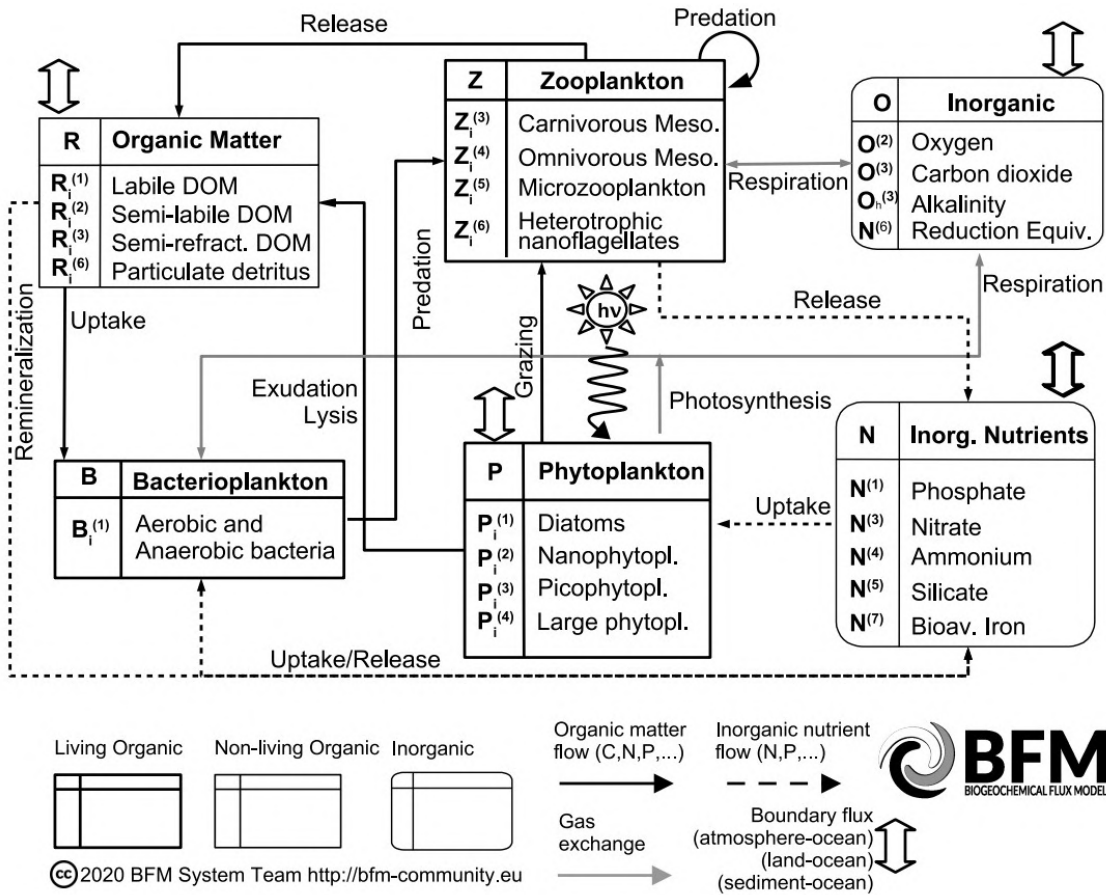 Predation
Release
Z Zooplankton
Z_i^(3) Carnivorous Meso.
Z_i^(4) Omnivorous Meso.
Z_i^(5) Microzooplankton
Z_i^(6) Heterotrophic
nanoflagellates
O Inorganic
O^(2) Oxygen
O^(3) Carbon dioxide
O_h^(3) Alkalinity
N^(6) Reduction Equiv.
R Organic Matter
R_i^(1) Labile DOM
R_i^(2) Semi-labile DOM
R_i^(3) Semi-refract. DOM
R_i^(6) Particulate detritus
Respiration
Respiration
Predation
Release
Uptake
Remineralization
hν
Grazing
Exudation
Lysis
Photosynthesis
B Bacterioplankton
B_i^(1) Aerobic and
Anaerobic bacteria
P Phytoplankton
P_i^(1) Diatoms
P_i^(2) Nanophytopl.
P_i^(3) Picophytopl.
P_i^(4) Large phytopl.
Uptake
N Inorg. Nutrients
N^(1) Phosphate
N^(3) Nitrate
N^(4) Ammonium
N^(5) Silicate
N^(7) Bioav. Iron
Uptake/Release
Living Organic
Non-living Organic
Inorganic
Organic matter
flow (C,N,P,...)
Inorganic nutrient
flow (N,P,...)
Gas
exchange
Boundary flux
(atmosphere-ocean)
(land-ocean)
(sediment-ocean)
BFM
BIOGEOCHEMICAL FLUX MODEL
cc 2020 BFM System Team http://bfm-community.eu